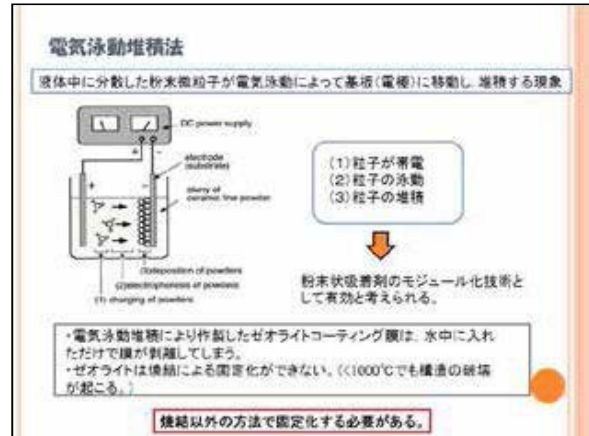 電気泳動堆積法
液体中に分散した粉末微粒子が電気泳動によって基板(電極)に移動し、堆積する現象
DC power supply
+ -
electrode
(substrate)
+ -
slurry of
ceramic fine powder
(3)deposition of powders
(2)electrophoresis of powders
(1) charging of powders
(1)粒子が帯電
(2)粒子の泳動
(3)粒子の堆積
粉末状吸着剤のモジュール化技術と
して有効と考えられる。
・電気泳動堆積により作製したゼオライトコーティング膜は、水中に入れ
ただけで膜が剥離してしまう。
・ゼオライトは焼結による固定化ができない。(<1000℃でも構造の破壊
が起こる。)
焼結以外の方法で固定化する必要がある。